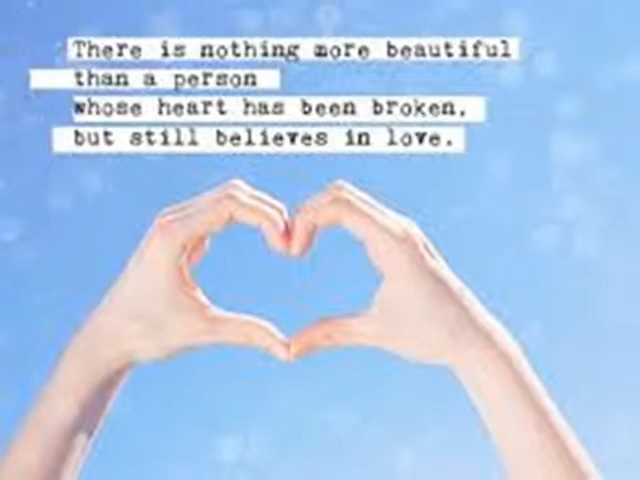 There is nothing more beautiful
than a person
whose heart has been broken,
but still believes in love.